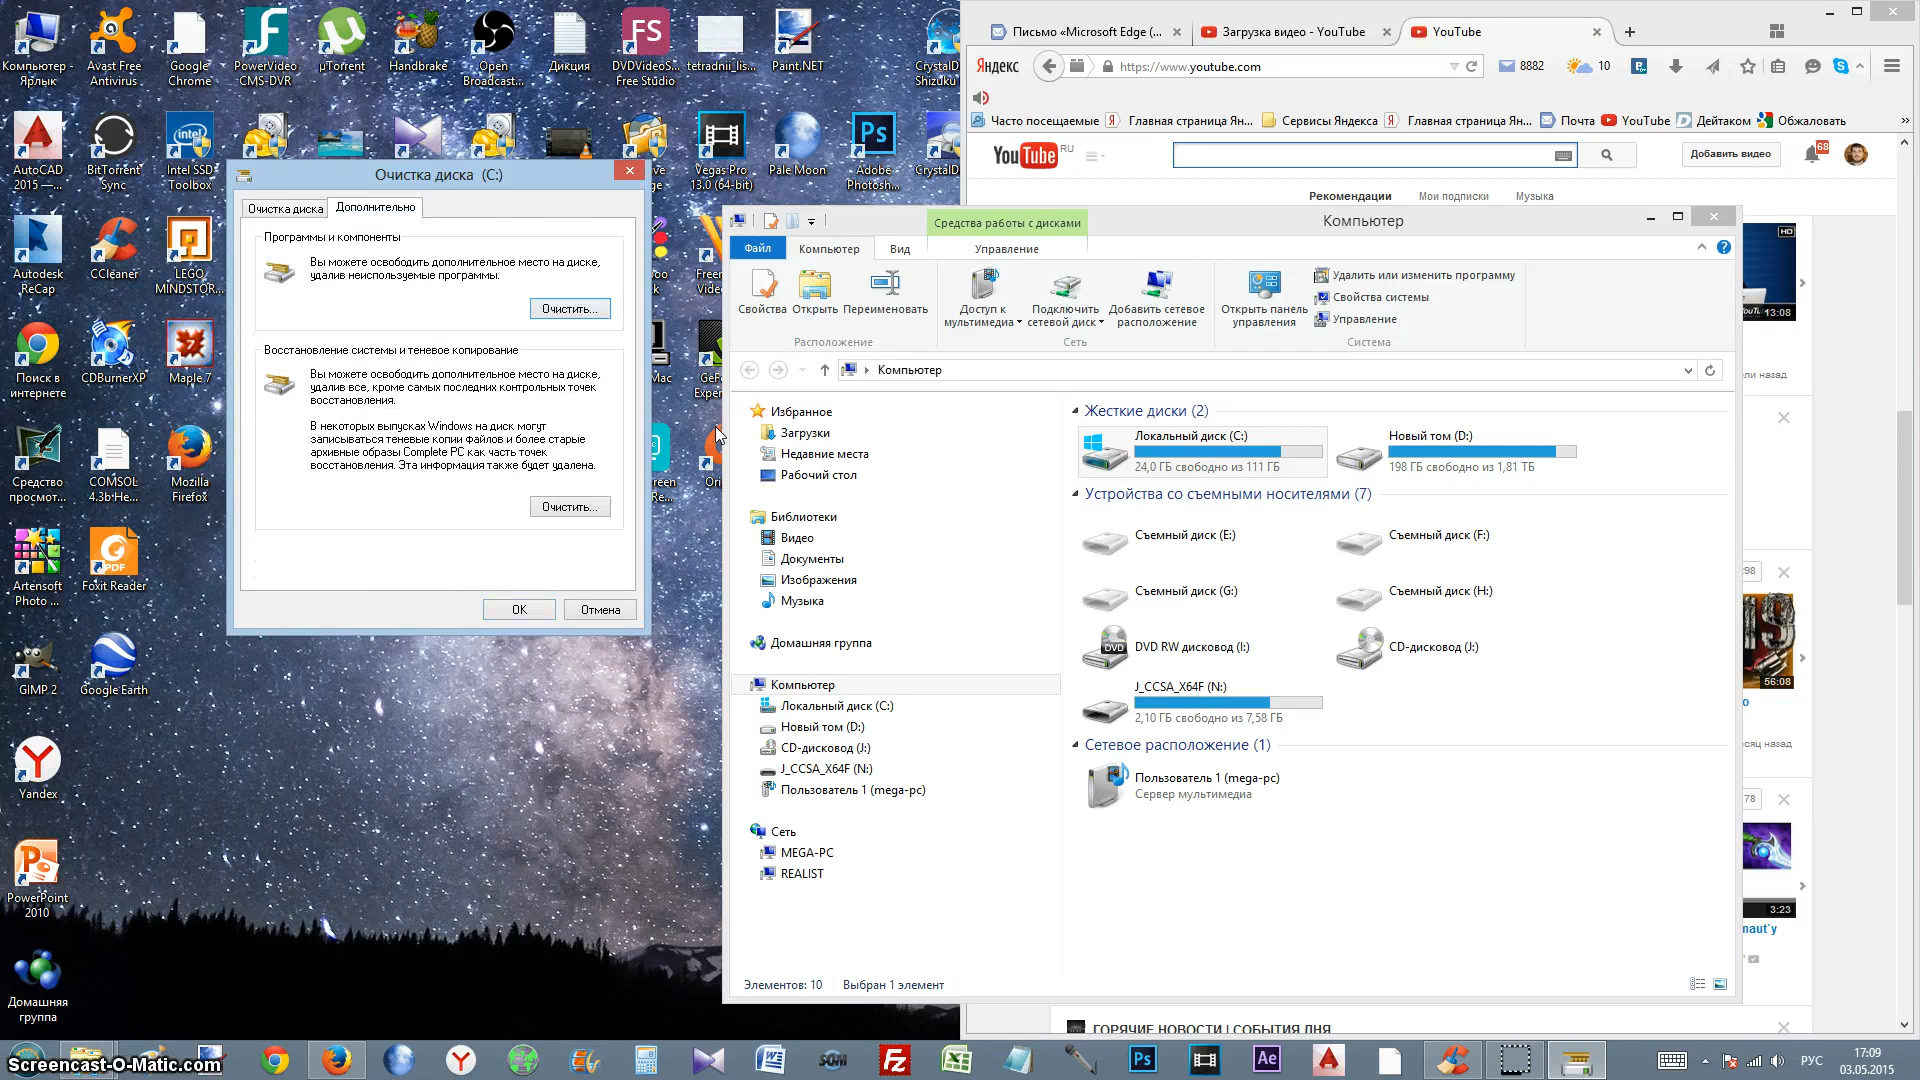 Компьютер - Ярлык
Avast Free Antivirus
Google Chrome
PowerVideo CMS-DVR
µTorrent
Handbrake
Open Broadcast...
Дикция
DVDVideoS... Free Studio
tetradnii_lis...
Paint.NET
CrystalD
Shizuku
AutoCAD 2015 —...
BitTorrent Sync
Intel SSD Toolbox
Vegas Pro 13.0 (64-bit)
Pale Moon
Adobe Photosh...
CrystalD
Autodesk ReCap
CCleaner
LEGO MINDSTOR...
Поиск в интернете
CDBurnerXP
Maple 7
Средство просмот...
COMSOL 4.3b·Не...
Mozilla Firefox
Artensoft Photo ...
Foxit Reader
GIMP 2
Google Earth
Yandex
PowerPoint 2010
Домашняя группа
Очистка диска (C:)
Очистка диска
Дополнительно
Программы и компоненты
Вы можете освободить дополнительное место на диске,
удалив неиспользуемые программы.
Очистить...
Восстановление системы и теневое копирование
Вы можете освободить дополнительное место на диске,
удалив все, кроме самых последних контрольных точек
восстановления.
В некоторых выпусках Windows на диск могут
записываться теневые копии файлов и более старые
архивные образы Complete PC как часть точек
восстановления. Эта информация также будет удалена.
Очистить...
OK
Отмена
Письмо «Microsoft Edge (...
Загрузка видео - YouTube
YouTube
Яндекс
https://www.youtube.com
8882
10
Часто посещаемые
Главная страница Ян...
Сервисы Яндекса
Главная страница Ян...
Почта
YouTube
Дейтаком
Обжаловать
YouTube RU
Добавить видео
68
Рекомендации
Мои подписки
Музыка
Средства работы с дисками
Компьютер
Файл
Компьютер
Вид
Управление
Свойства
Открыть
Переименовать
Доступ к мультимедиа
Подключить сетевой диск
Добавить сетевое расположение
Открыть панель управления
Удалить или изменить программу
Свойства системы
Управление
Расположение
Сеть
Система
Компьютер
Избранное
Загрузки
Недавние места
Рабочий стол
Библиотеки
Видео
Документы
Изображения
Музыка
Домашняя группа
Компьютер
Локальный диск (C:)
Новый том (D:)
CD-дисковод (J:)
J_CCSA_X64F (N:)
Пользователь 1 (mega-pc)
Сеть
MEGA-PC
REALIST
Жесткие диски (2)
Локальный диск (C:)
24,0 ГБ свободно из 111 ГБ
Новый том (D:)
198 ГБ свободно из 1,81 ТБ
Устройства со съемными носителями (7)
Съемный диск (E:)
Съемный диск (F:)
Съемный диск (G:)
Съемный диск (H:)
DVD RW дисковод (I:)
CD-дисковод (J:)
J_CCSA_X64F (N:)
2,10 ГБ свободно из 7,58 ГБ
Сетевое расположение (1)
Пользователь 1 (mega-pc)
Сервер мультимедиа
Элементов: 10
Выбран 1 элемент
HD
13:08
назад
56:08
назад
78
3:23
naut'y
ГОРЯЧИЕ НОВОСТИ | СОБЫТИЯ ДНЯ
Screencast-O-Matic.com
РУС
17:09
03.05.2015